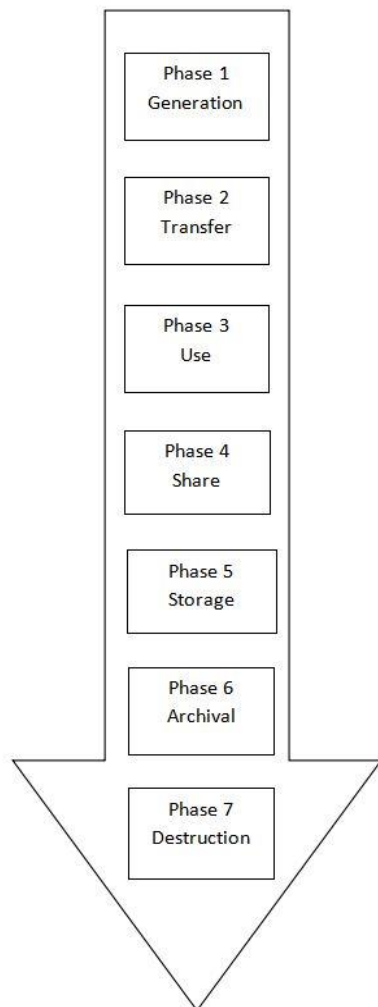 Phase 1
Generation
Phase 2
Transfer
Phase 3
Use
Phase 4
Share
Phase 5
Storage
Phase 6
Archival
Phase 7
Destruction